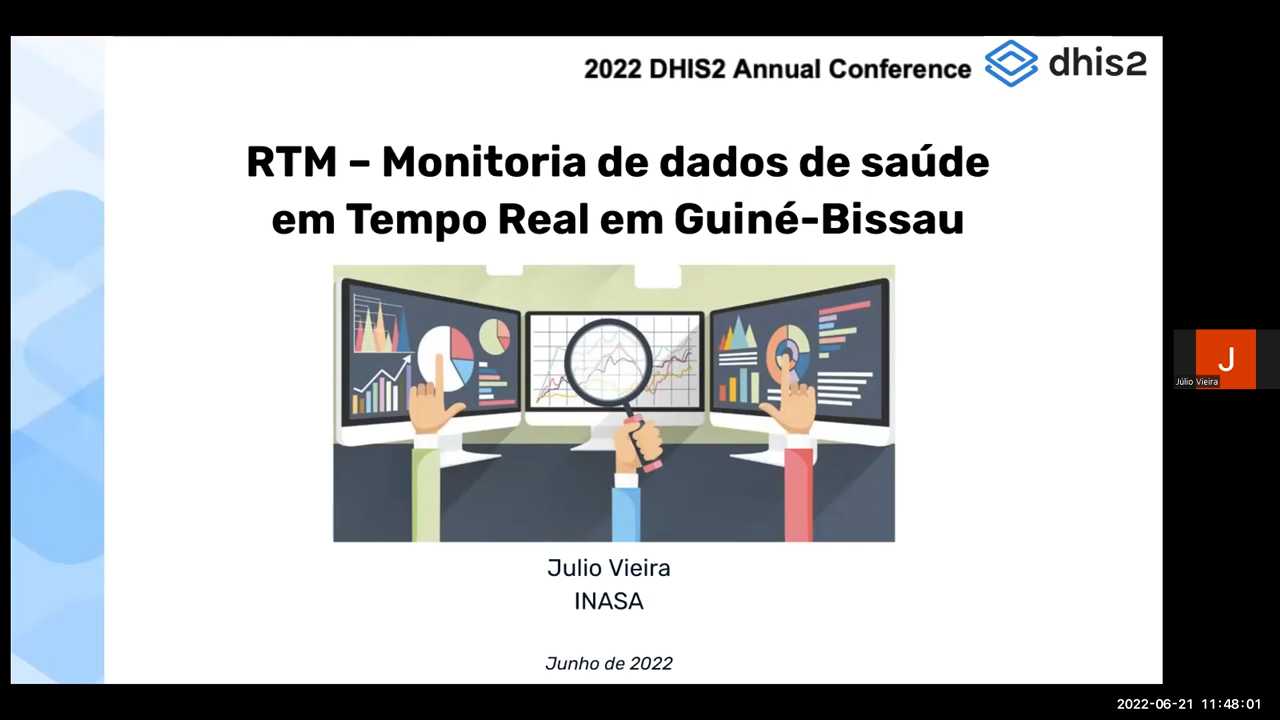 2022 DHIS2 Annual Conference
dhis2
RTM – Monitoria de dados de saúde
em Tempo Real em Guiné-Bissau
J
Júlio Vieira
Julio Vieira
INASA
Junho de 2022
2022-06-21 11:48:01